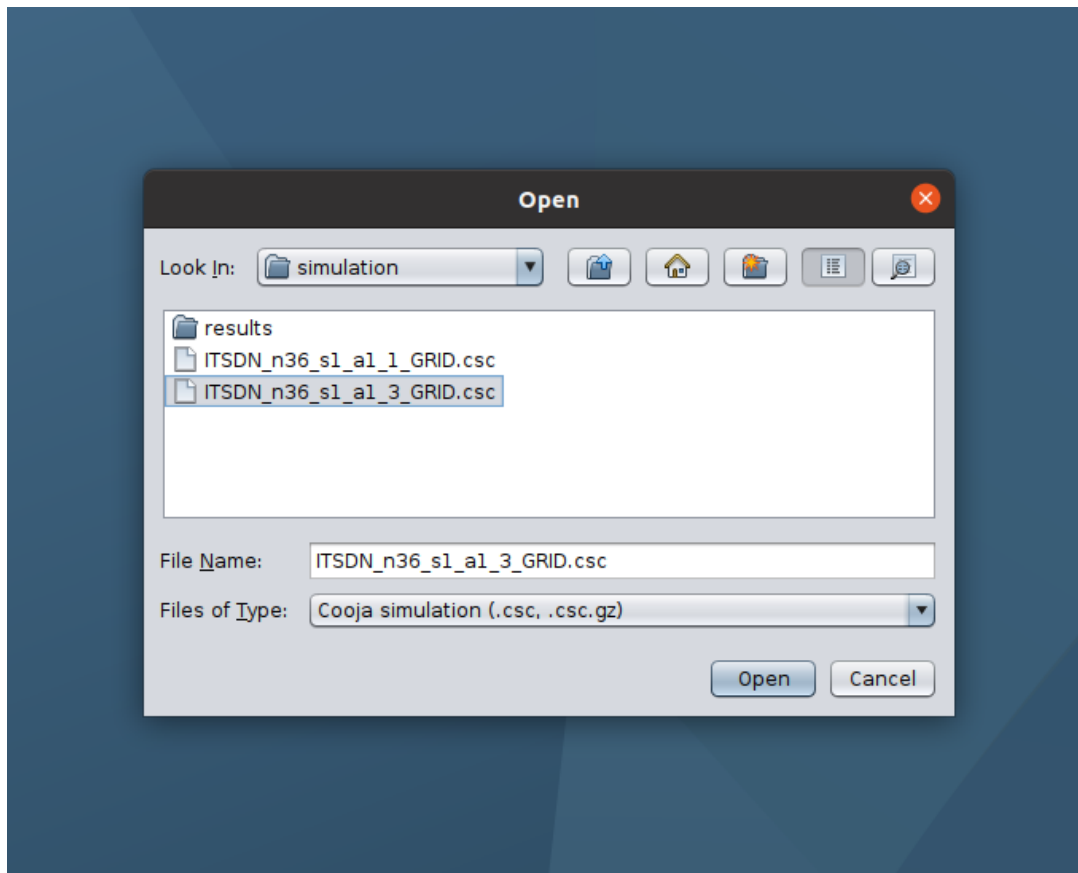 Open
Look In: simulation
results
ITSDN_n36_s1_a1_1_GRID.csc
ITSDN_n36_s1_a1_3_GRID.csc
File Name: ITSDN_n36_s1_a1_3_GRID.csc
Files of Type: Cooja simulation (.csc, .csc.gz)
Open Cancel